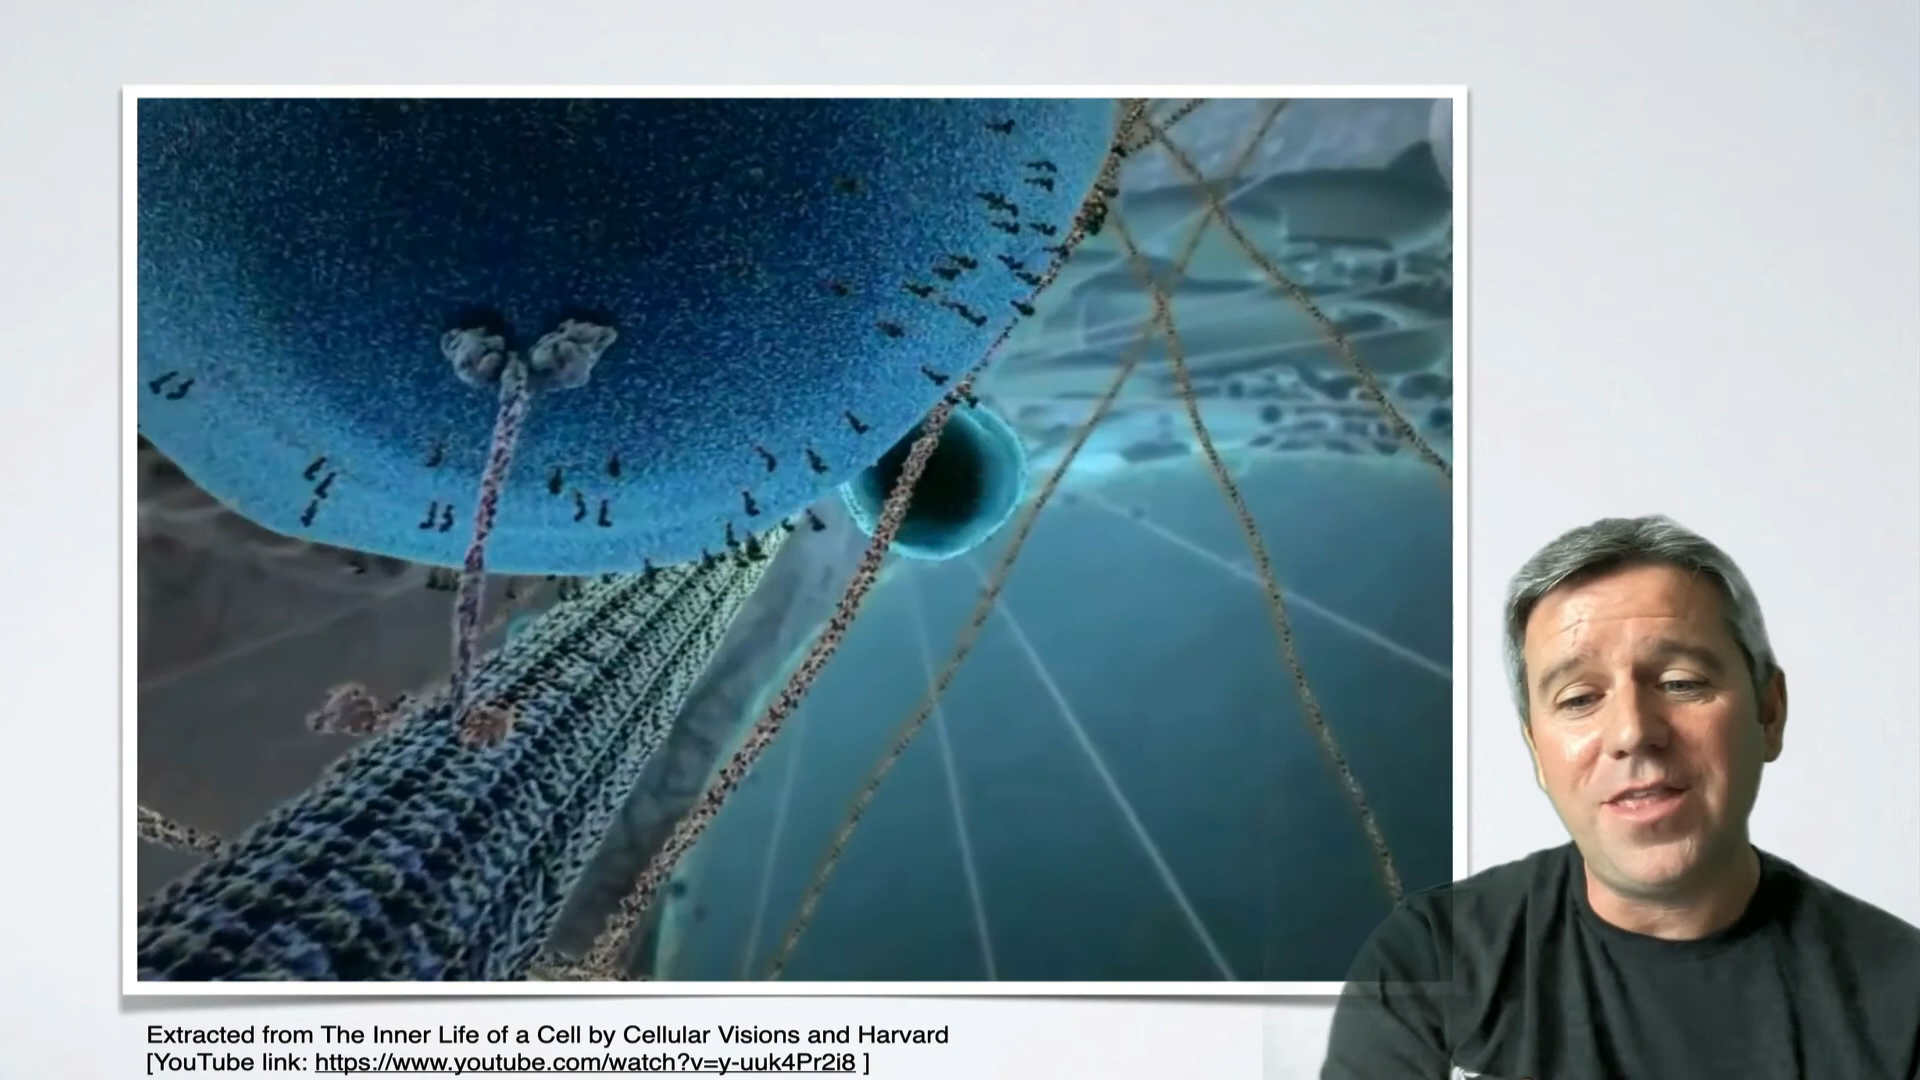 Extracted from The Inner Life of a Cell by Cellular Visions and Harvard
[YouTube link: https://www.youtube.com/watch?v=y-uuk4Pr2i8 ]